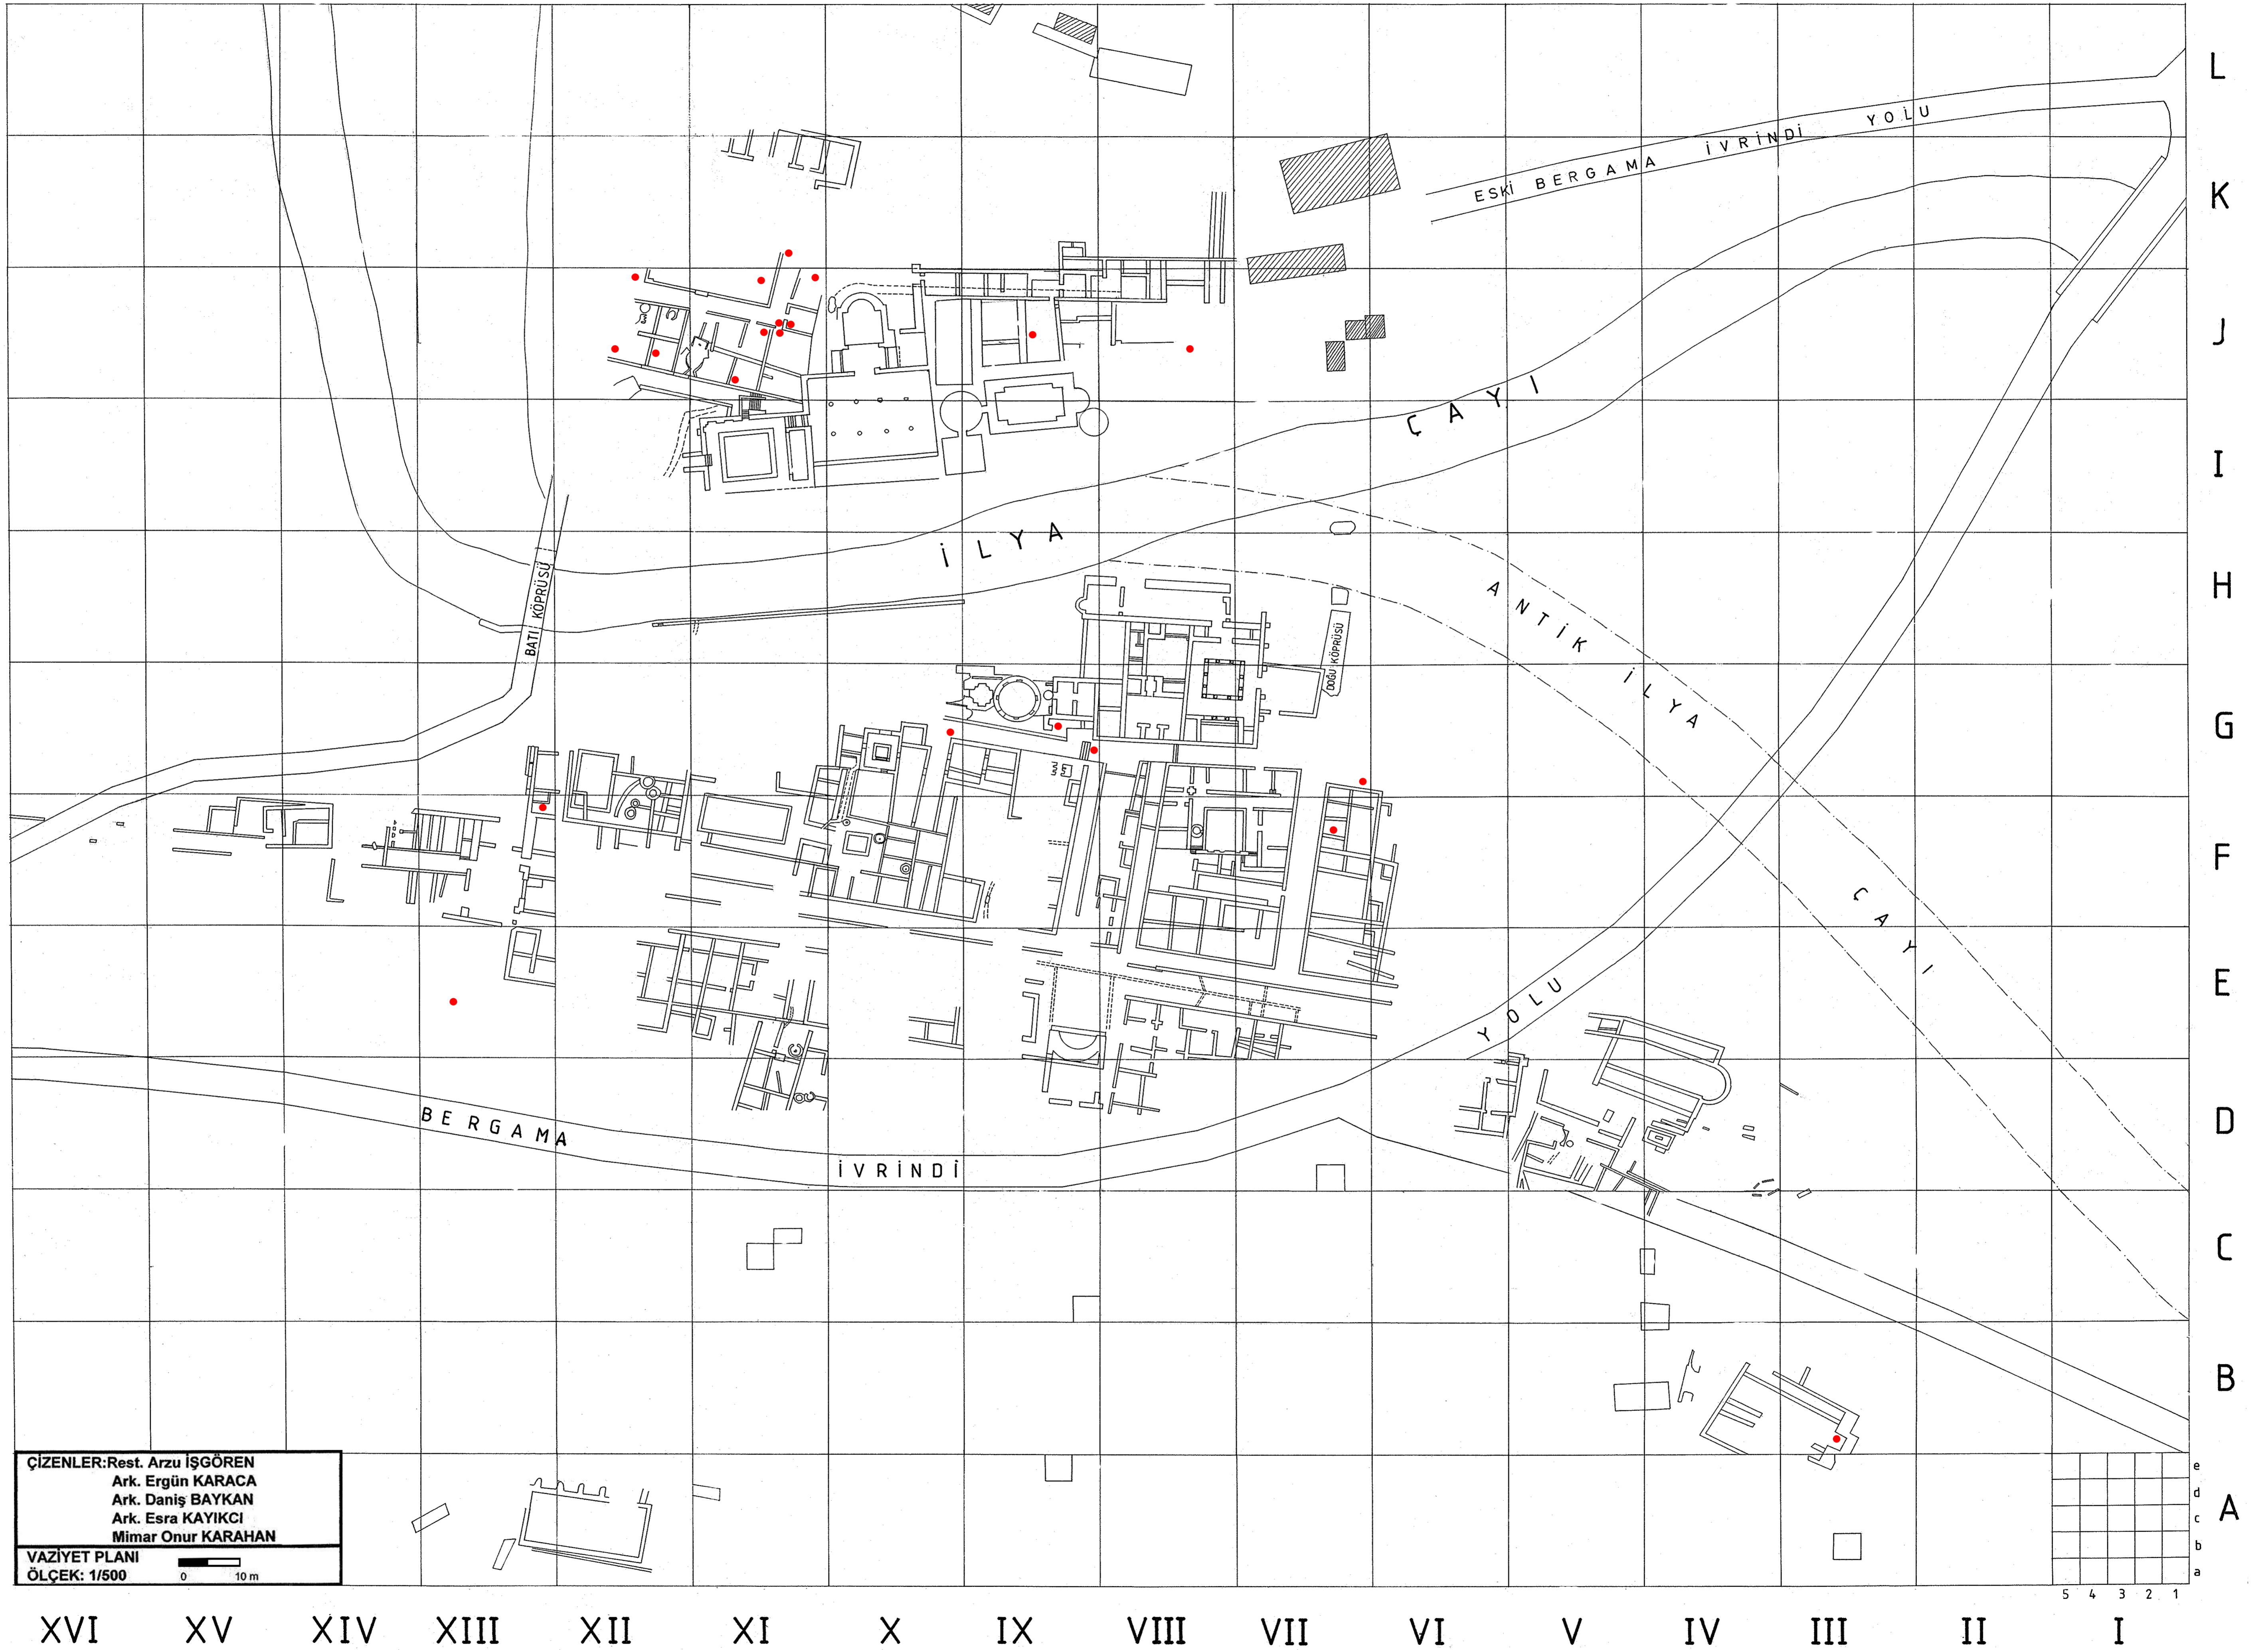 L
ESKİ BERGAMA İVRİNDİ YOLU
K
J
ÇAYI
I
İLYA
BATI KÖPRÜSÜ
H
ANTİK İLYA ÇAYI
DOĞU KÖPRÜSÜ
G
F
E
YOLU
BERGAMA
İVRİNDİ
D
C
B
ÇİZENLER:Rest. Arzu İŞGÖREN
Ark. Ergün KARACA
Ark. Daniş BAYKAN
Ark. Esra KAYIKCI
Mimar Onur KARAHAN
VAZİYET PLANI
ÖLÇEK: 1/500
0 10 m
e
d
c
b
a
A
5 4 3 2 1
XVI XV XIV XIII XII XI X IX VIII VII VI V IV III II I